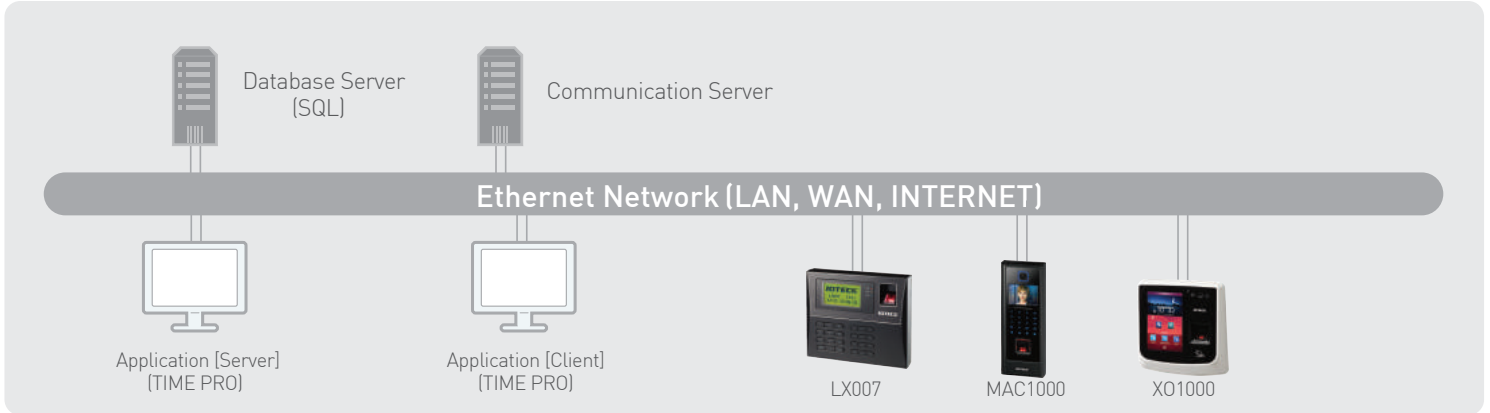 Database Server
(SQL)
Communication Server
Ethernet Network (LAN, WAN, INTERNET)
Application [Server]
(TIME PRO)
Application [Client]
(TIME PRO)
LX007
MAC1000
XO1000